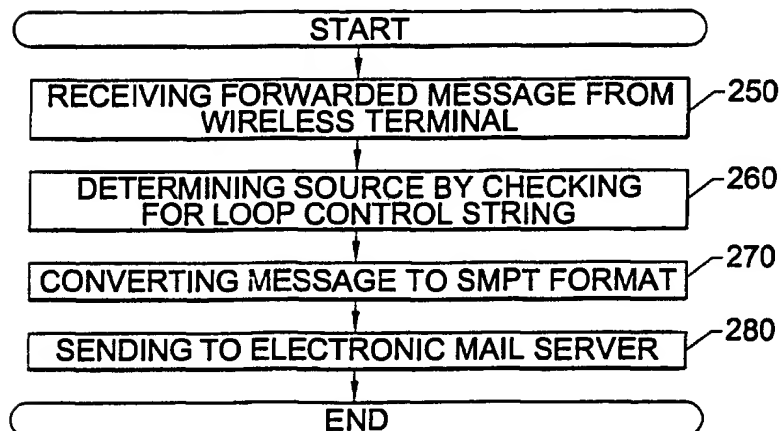 START
RECEIVING FORWARDED MESSAGE FROM
WIRELESS TERMINAL
250
DETERMINING SOURCE BY CHECKING
FOR LOOP CONTROL STRING
260
CONVERTING MESSAGE TO SMPT FORMAT
270
SENDING TO ELECTRONIC MAIL SERVER
280
END